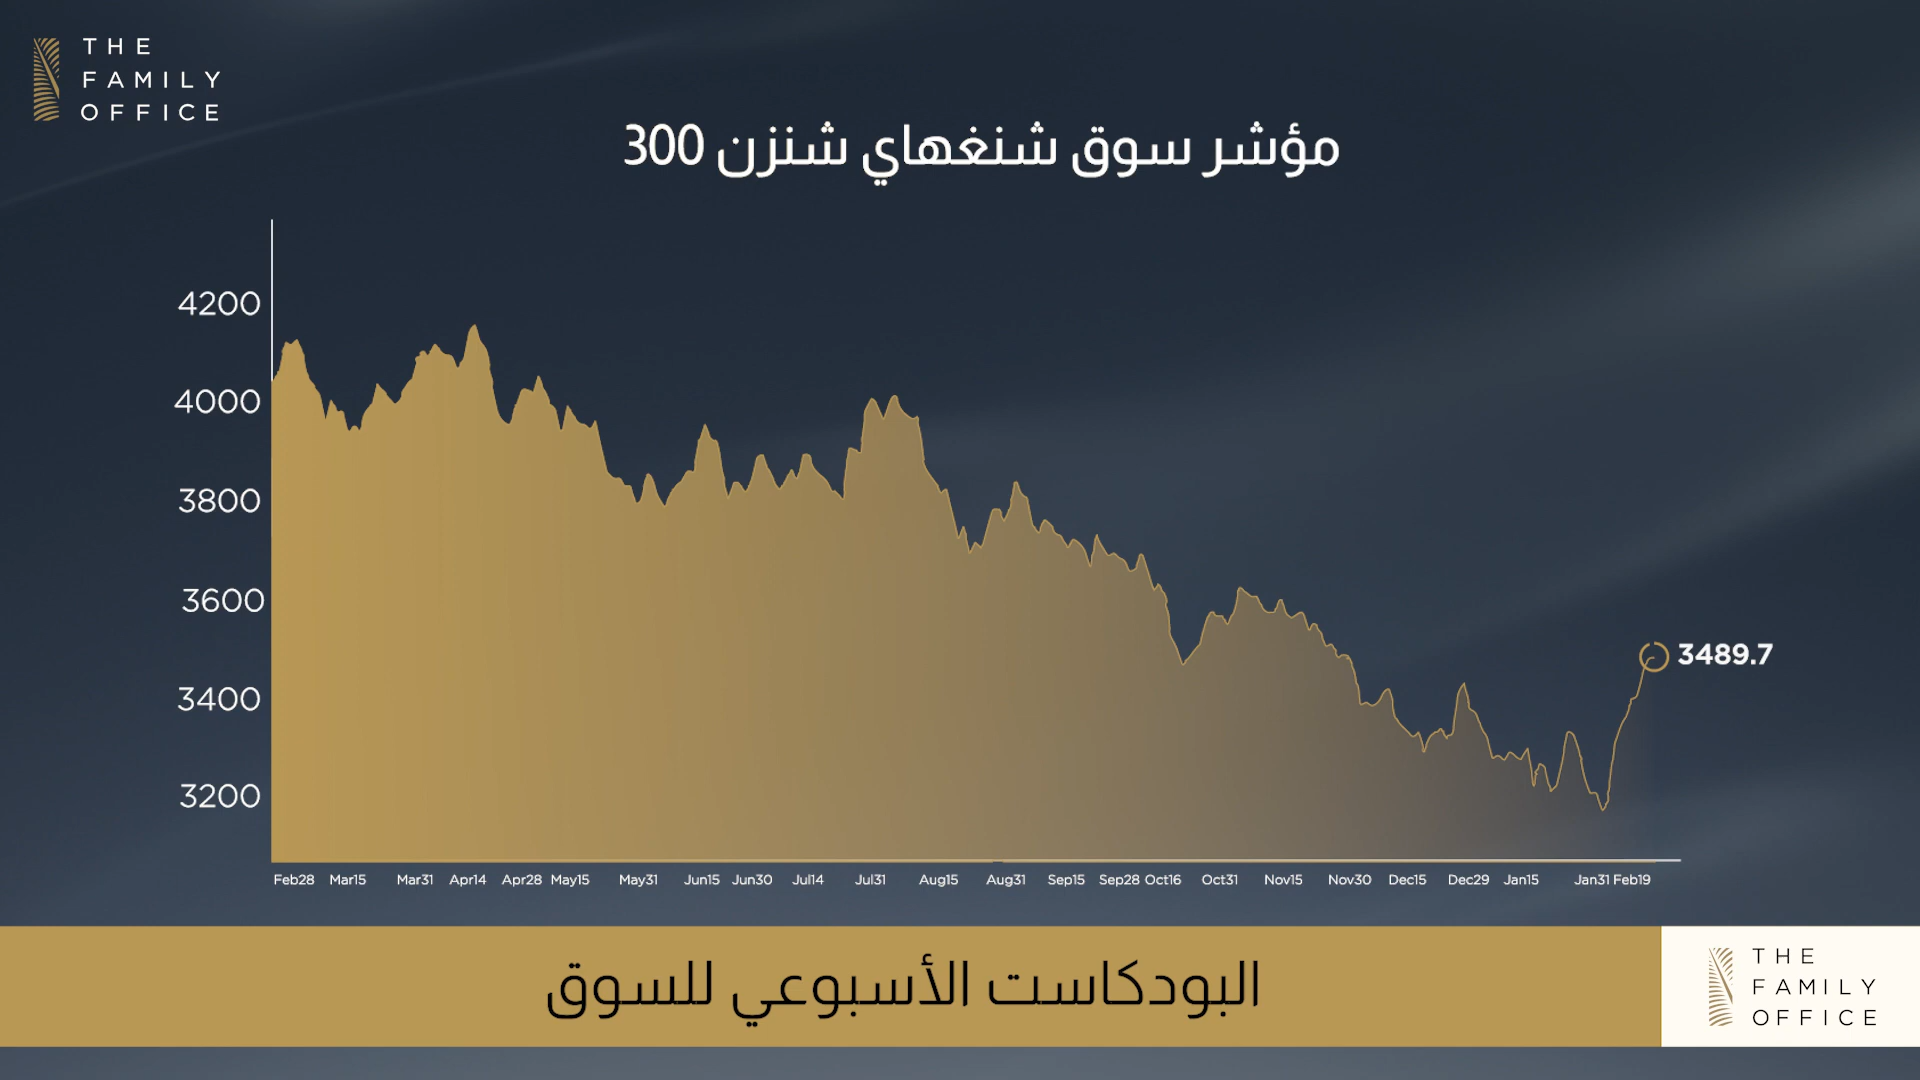 THE
FAMILY
OFFICE
مؤشر سوق شنغهاي شنزن 300
4200
4000
3800
3600
3400
3200
3489.7
Feb28 Mar15 Mar31 Apr14 Apr28 May15 May31 Jun15 Jun30 Jul14 Jul31 Aug15 Aug31 Sep15 Sep28 Oct16 Oct31 Nov15 Nov30 Dec15 Dec29 Jan15 Jan31 Feb19
البودكاست الأسبوعي للسوق
THE
FAMILY
OFFICE